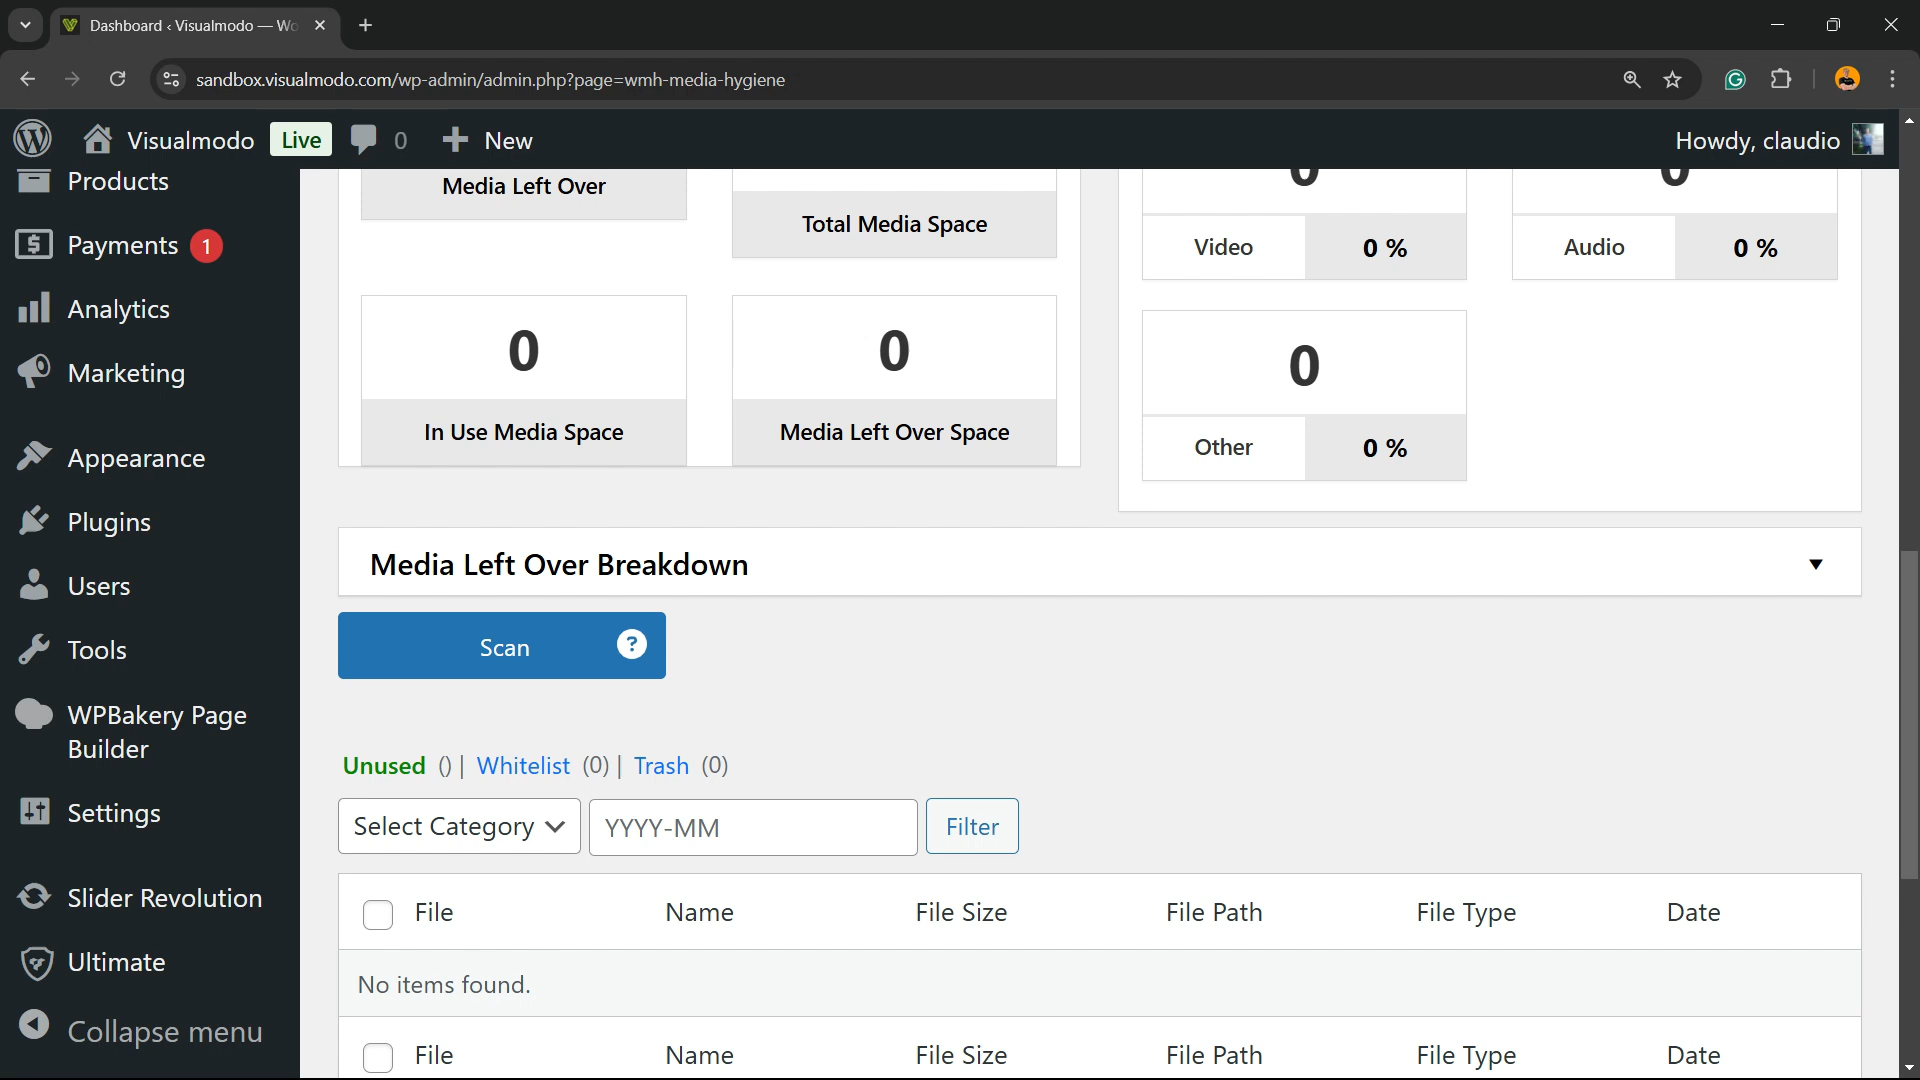 Dashboard ‹ Visualmodo — Wo
sandbox.visualmodo.com/wp-admin/admin.php?page=wmh-media-hygiene
Visualmodo Live 0 New
Howdy, claudio
Products
Payments 1
Analytics
Marketing
Appearance
Plugins
Users
Tools
WPBakery Page
Builder
Settings
Slider Revolution
Ultimate
Collapse menu
Media Left Over
Total Media Space
0
0
In Use Media Space
Media Left Over Space
0
0
Video 0 %
Audio 0 %
0
Other 0 %
Media Left Over Breakdown
Scan ?
Unused () | Whitelist (0) | Trash (0)
Select Category YYYY-MM Filter
File Name File Size File Path File Type Date
No items found.
File Name File Size File Path File Type Date